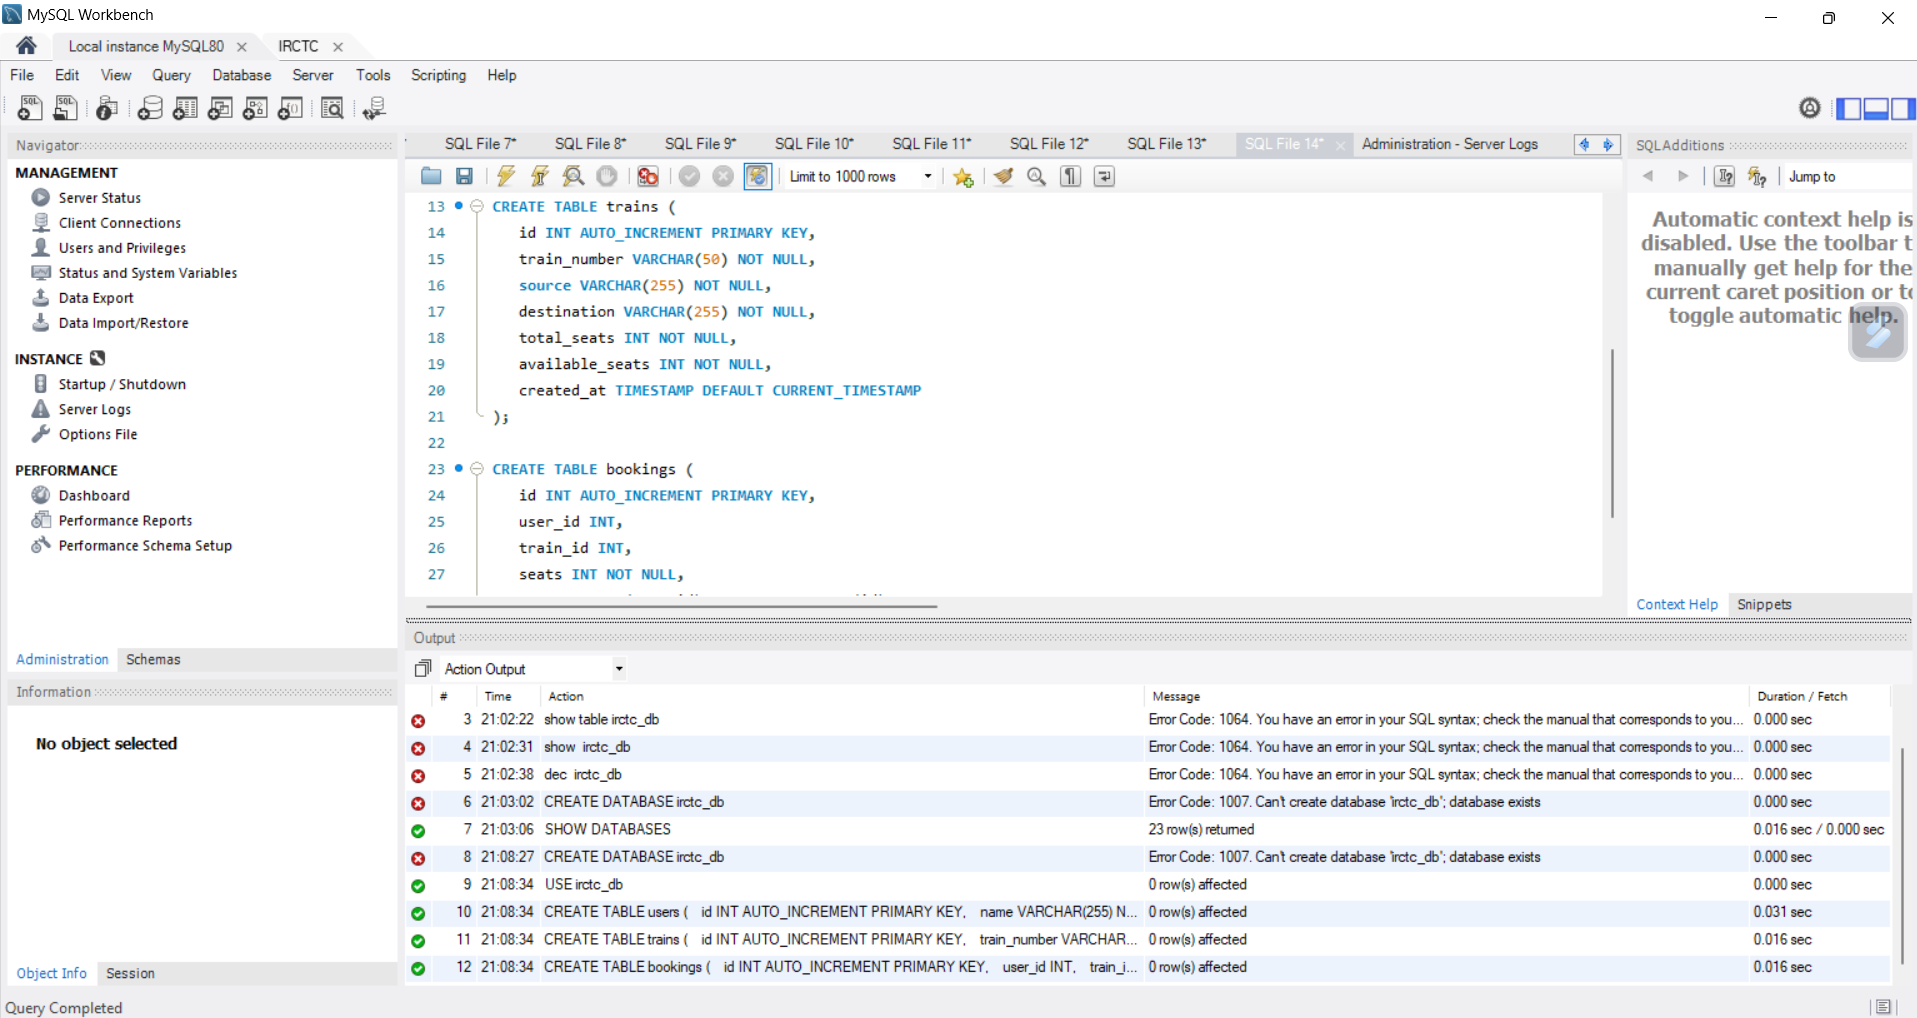 MySQL Workbench
Local instance MySQL80
IRCTC
File Edit View Query Database Server Tools Scripting Help
Navigator
MANAGEMENT
Server Status
Client Connections
Users and Privileges
Status and System Variables
Data Export
Data Import/Restore
INSTANCE
Startup / Shutdown
Server Logs
Options File
PERFORMANCE
Dashboard
Performance Reports
Performance Schema Setup
Administration Schemas
Information
No object selected
Object Info Session
Query Completed
SQL File 7* SQL File 8* SQL File 9* SQL File 10* SQL File 11* SQL File 12* SQL File 13* SQL File 14* Administration - Server Logs
Limit to 1000 rows
13 CREATE TABLE trains (
14 id INT AUTO_INCREMENT PRIMARY KEY,
15 train_number VARCHAR(50) NOT NULL,
16 source VARCHAR(255) NOT NULL,
17 destination VARCHAR(255) NOT NULL,
18 total_seats INT NOT NULL,
19 available_seats INT NOT NULL,
20 created_at TIMESTAMP DEFAULT CURRENT_TIMESTAMP
21 );
22
23 CREATE TABLE bookings (
24 id INT AUTO_INCREMENT PRIMARY KEY,
25 user_id INT,
26 train_id INT,
27 seats INT NOT NULL,
SQLAdditions
Jump to
Automatic context help is
disabled. Use the toolbar t
manually get help for the
current caret position or to
toggle automatic help.
Context Help Snippets
Output
Action Output
# Time Action Message Duration / Fetch
3 21:02:22 show table irctc_db Error Code: 1064. You have an error in your SQL syntax; check the manual that corresponds to you... 0.000 sec
4 21:02:31 show irctc_db Error Code: 1064. You have an error in your SQL syntax; check the manual that corresponds to you... 0.000 sec
5 21:02:38 dec irctc_db Error Code: 1064. You have an error in your SQL syntax; check the manual that corresponds to you... 0.000 sec
6 21:03:02 CREATE DATABASE irctc_db Error Code: 1007. Can't create database 'irctc_db'; database exists 0.000 sec
7 21:03:06 SHOW DATABASES 23 row(s) returned 0.016 sec / 0.000 sec
8 21:08:27 CREATE DATABASE irctc_db Error Code: 1007. Can't create database 'irctc_db'; database exists 0.000 sec
9 21:08:34 USE irctc_db 0 row(s) affected 0.000 sec
10 21:08:34 CREATE TABLE users ( id INT AUTO_INCREMENT PRIMARY KEY, name VARCHAR(255) N... 0 row(s) affected 0.031 sec
11 21:08:34 CREATE TABLE trains ( id INT AUTO_INCREMENT PRIMARY KEY, train_number VARCHAR... 0 row(s) affected 0.016 sec
12 21:08:34 CREATE TABLE bookings ( id INT AUTO_INCREMENT PRIMARY KEY, user_id INT, train_i... 0 row(s) affected 0.016 sec